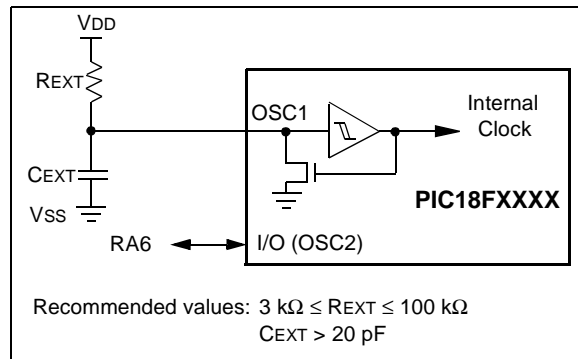 VDD
REXT
OSC1
Internal
Clock
CEXT
PIC18FXXXX
VSS
RA6
I/O (OSC2)
Recommended values: 3 kΩ ≤ REXT ≤ 100 kΩ
CEXT > 20 pF